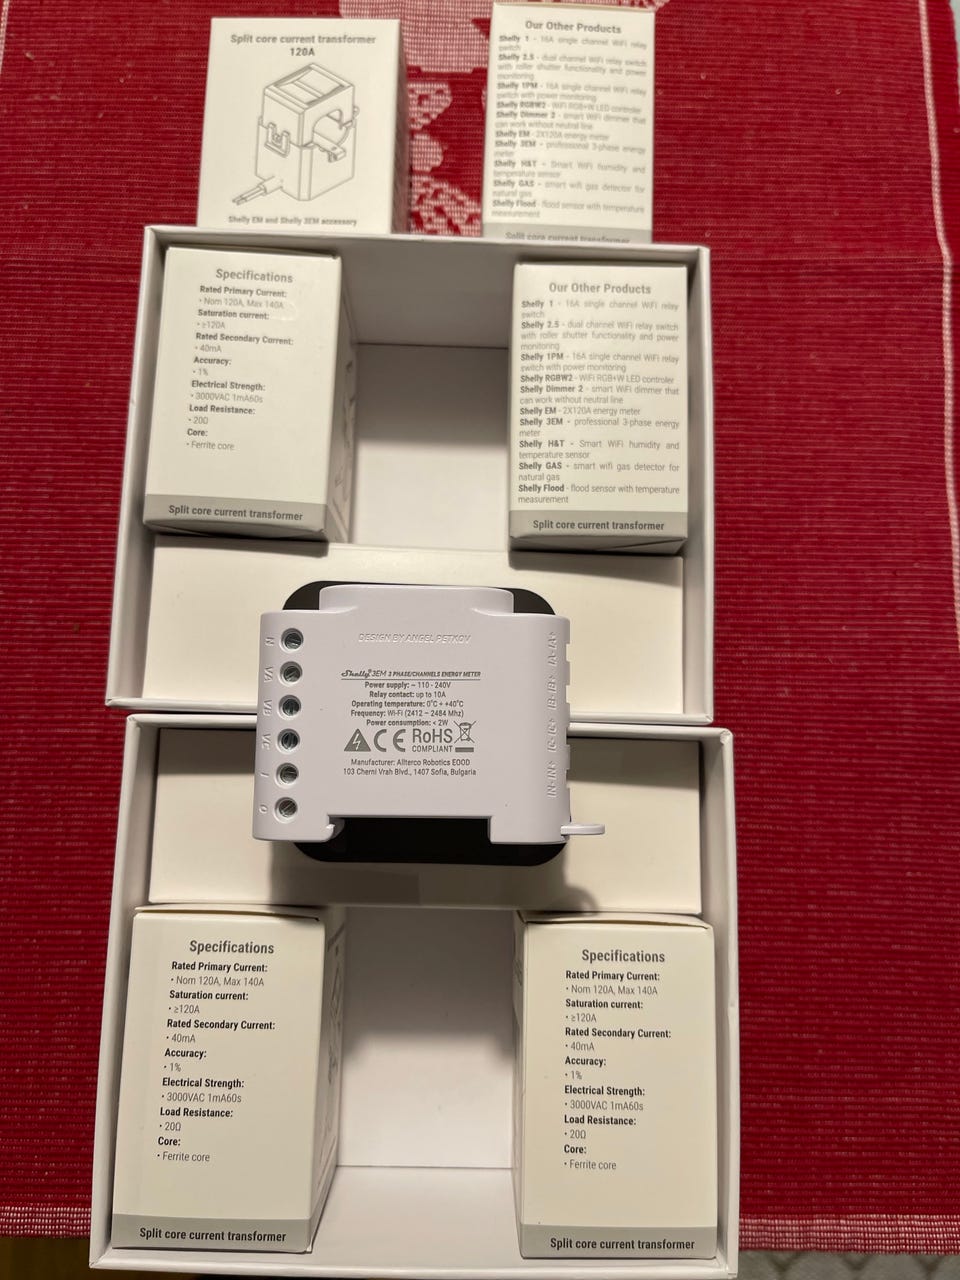 Split core current transformer
120A
Shelly EM and Shelly 3EM accessory
Our Other Products
Shelly 1 - 16A single channel WiFi relay
switch
Shelly 2.5 - dual channel WiFi relay switch
with roller shutter functionality and power
monitoring
Shelly 1PM - 16A single channel WiFi relay
switch with power monitoring
Shelly RGBW2 - WiFi RGB+W LED controler
Shelly Dimmer 2 - smart WiFi dimmer that
can work without neutral line
Shelly EM - 2X120A energy meter
Shelly 3EM - professional 3-phase energy
meter
Shelly H&T - Smart WiFi humidity and
temperature sensor
Shelly GAS - smart wifi gas detector for
natural gas
Shelly Flood - flood sensor with temperature
measurement
Split core current transformer
Specifications
Rated Primary Current:
• Nom 120A, Max 140A
Saturation current:
• ≥120A
Rated Secondary Current:
• 40mA
Accuracy:
• 1%
Electrical Strength:
• 3000VAC 1mA60s
Load Resistance:
• 20Ω
Core:
• Ferrite core
Split core current transformer
Our Other Products
Shelly 1 - 16A single channel WiFi relay
switch
Shelly 2.5 - dual channel WiFi relay switch
with roller shutter functionality and power
monitoring
Shelly 1PM - 16A single channel WiFi relay
switch with power monitoring
Shelly RGBW2 - WiFi RGB+W LED controler
Shelly Dimmer 2 - smart WiFi dimmer that
can work without neutral line
Shelly EM - 2X120A energy meter
Shelly 3EM - professional 3-phase energy
meter
Shelly H&T - Smart WiFi humidity and
temperature sensor
Shelly GAS - smart wifi gas detector for
natural gas
Shelly Flood - flood sensor with temperature
measurement
Split core current transformer
DESIGN BY ANGEL PETKOV
N
VA
VB
VC
I
O
Shelly® 3EM 3 PHASE/CHANNELS ENERGY METER
Power supply: ~ 110 - 240V
Relay contact: up to 10A
Operating temperature: 0°C ÷ +40°C
Frequency: Wi-Fi (2412 ~ 2484 Mhz)
Power consumption: < 2W
CE RoHS
COMPLIANT
Manufacturer: Allterco Robotics EOOD
103 Cherni Vrah Blvd., 1407 Sofia, Bulgaria
IA- IA+
IB- IB+
IC- IC+
IN- IN+
Specifications
Rated Primary Current:
• Nom 120A, Max 140A
Saturation current:
• ≥120A
Rated Secondary Current:
• 40mA
Accuracy:
• 1%
Electrical Strength:
• 3000VAC 1mA60s
Load Resistance:
• 20Ω
Core:
• Ferrite core
Split core current transformer
Specifications
Rated Primary Current:
• Nom 120A, Max 140A
Saturation current:
• ≥120A
Rated Secondary Current:
• 40mA
Accuracy:
• 1%
Electrical Strength:
• 3000VAC 1mA60s
Load Resistance:
• 20Ω
Core:
• Ferrite core
Split core current transformer